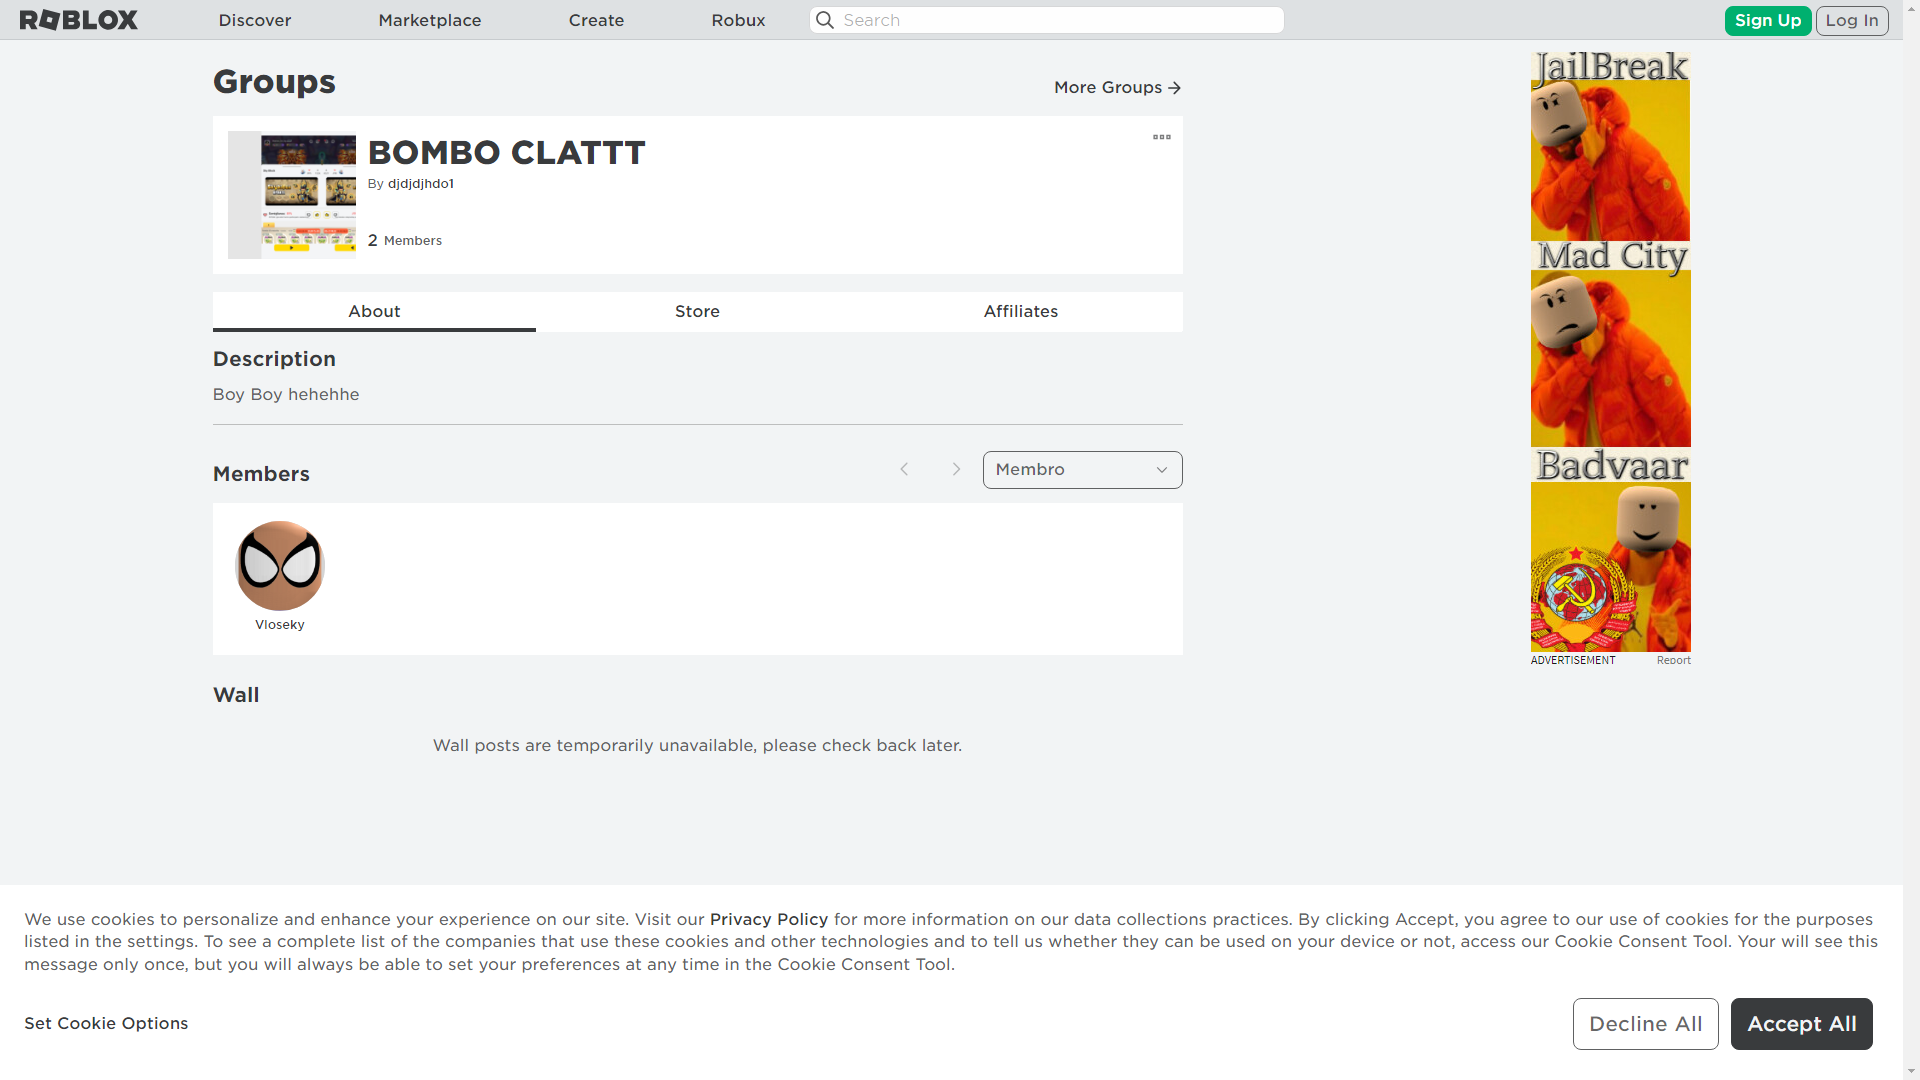 ROBLOX
Discover
Marketplace
Create
Robux
Search
Sign Up
Log In
Groups
More Groups
BOMBO CLATTT
By djdjdjhdo1
2 Members
About
Store
Affiliates
Description
Boy Boy hehehhe
Members
Membro
Vloseky
Wall
Wall posts are temporarily unavailable, please check back later.
JailBreak
Mad City
Badvaar
ADVERTISEMENT
Report
We use cookies to personalize and enhance your experience on our site. Visit our Privacy Policy for more information on our data collections practices. By clicking Accept, you agree to our use of cookies for the purposes
listed in the settings. To see a complete list of the companies that use these cookies and other technologies and to tell us whether they can be used on your device or not, access our Cookie Consent Tool. Your will see this
message only once, but you will always be able to set your preferences at any time in the Cookie Consent Tool.
Set Cookie Options
Decline All
Accept All